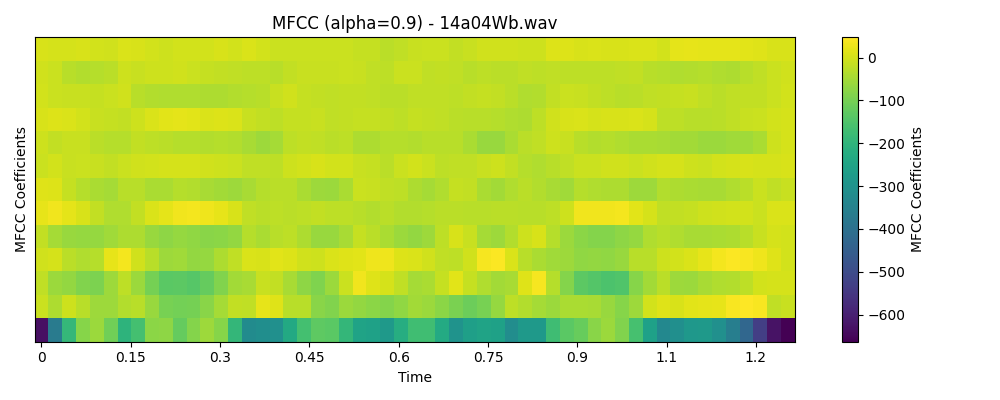 MFCC (alpha=0.9) - 14a04Wb.wav
MFCC Coefficients
0 0.15 0.3 0.45 0.6 0.75 0.9 1.1 1.2
Time
0
−100
−200
−300
−400
−500
−600
MFCC Coefficients